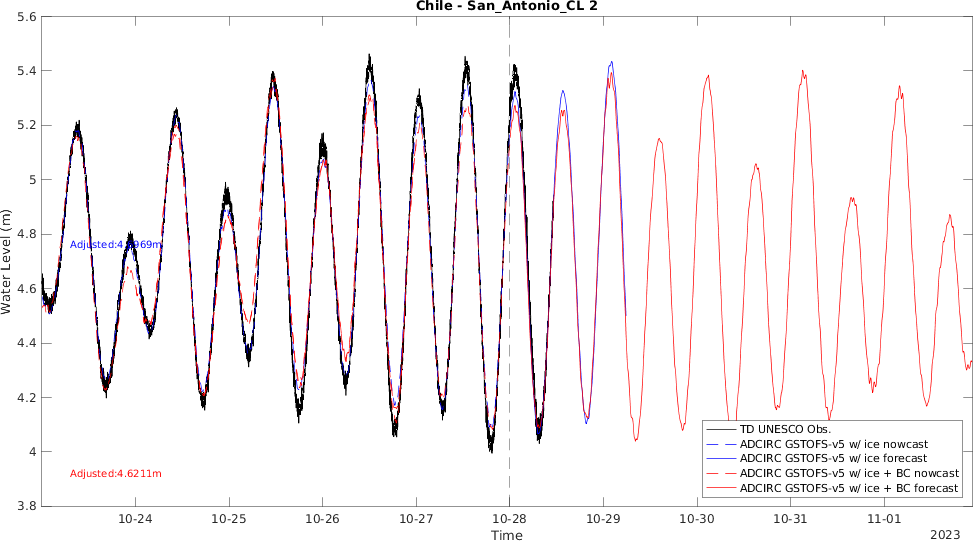 Chile - San_Antonio_CL 2
5.6
5.4
5.2
5
4.8
4.6
4.4
4.2
4
3.8
Water Level (m)
Adjusted:4.6211m
TD UNESCO Obs.
ADCIRC GSTOFS-v5 w/ ice nowcast
ADCIRC GSTOFS-v5 w/ ice forecast
ADCIRC GSTOFS-v5 w/ ice + BC nowcast
ADCIRC GSTOFS-v5 w/ ice + BC forecast
10-24 10-25 10-26 10-27 10-28 10-29 10-30 10-31 11-01
Time
2023